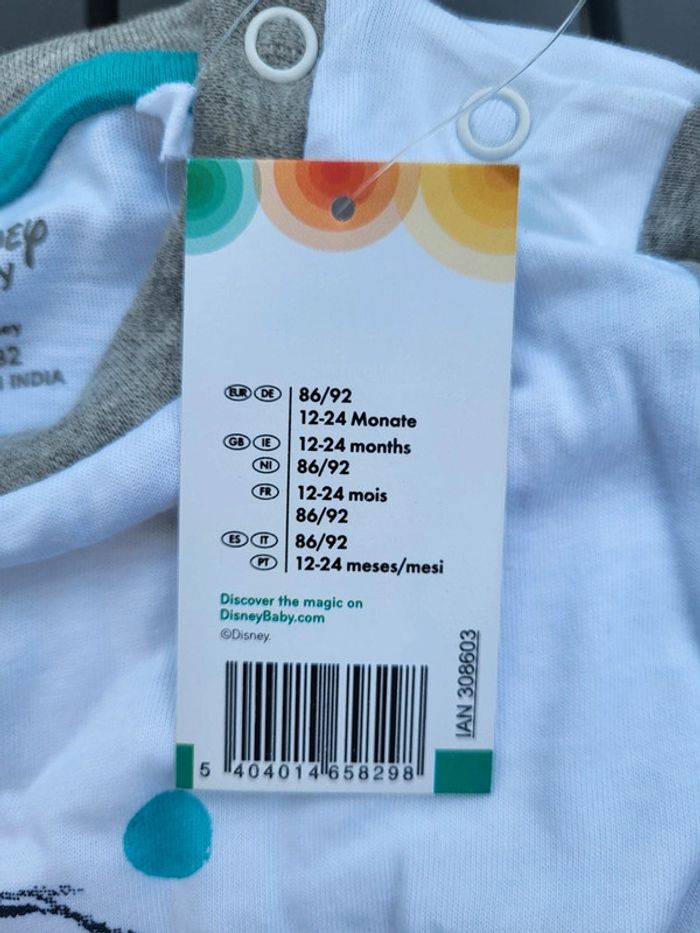 EUR DE 86/92
12-24 Monate
GB IE 12-24 months
NI 86/92
FR 12-24 mois
86/92
ES IT 86/92
PT 12-24 meses/mesi
Discover the magic on
DisneyBaby.com
©Disney.
IAN 308603
5 404014 658298
INDIA